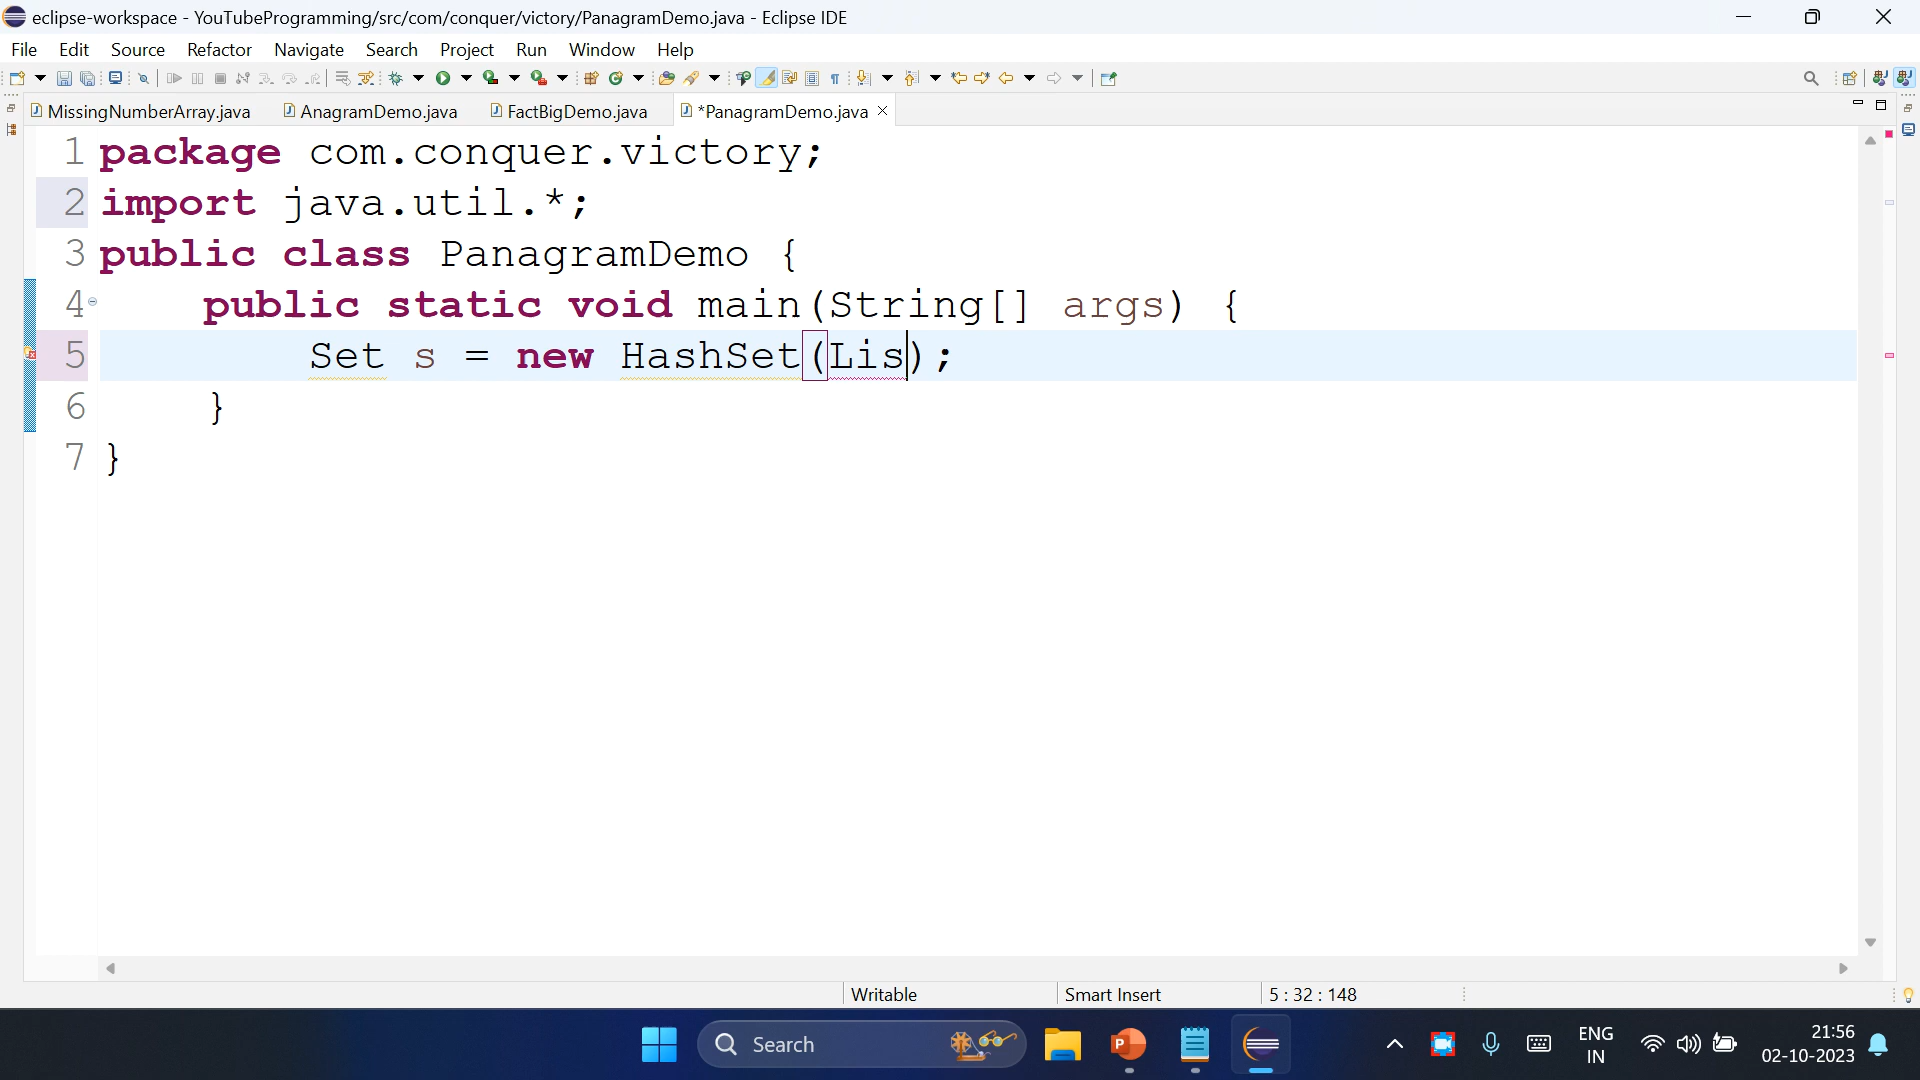 eclipse-workspace - YouTubeProgramming/src/com/conquer/victory/PanagramDemo.java - Eclipse IDE
File Edit Source Refactor Navigate Search Project Run Window Help
MissingNumberArray.java AnagramDemo.java FactBigDemo.java *PanagramDemo.java
1 package com.conquer.victory;
2 import java.util.*;
3 public class PanagramDemo {
4 public static void main(String[] args) {
5 Set s = new HashSet(Lis);
6 }
7 }
Writable Smart Insert 5 : 32 : 148
Search ENG 21:56
IN 02-10-2023